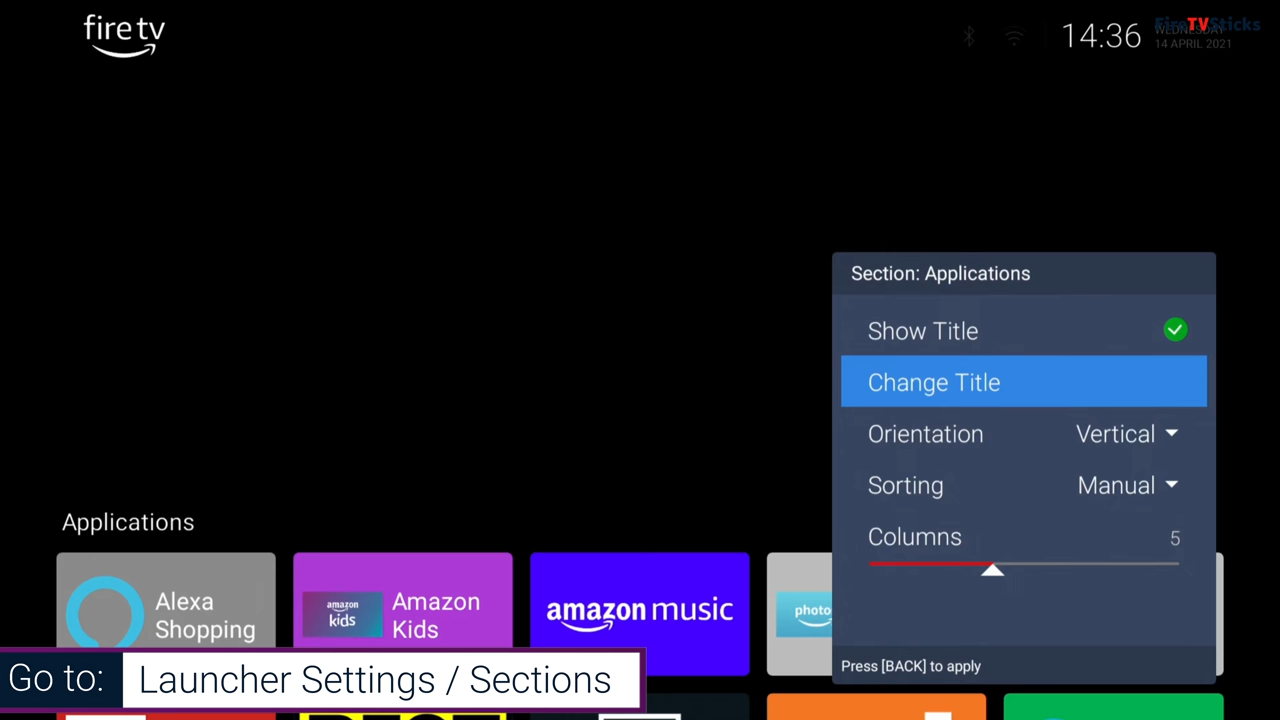 fire tv
14:36
WEDNESDAY
14 APRIL 2021
FireTVSticks
Section: Applications
Show Title
Change Title
Orientation Vertical
Sorting Manual
Columns 5
Press [BACK] to apply
Applications
Alexa
Shopping
amazon
kids
Amazon
Kids
amazon music
photo
Go to: Launcher Settings / Sections